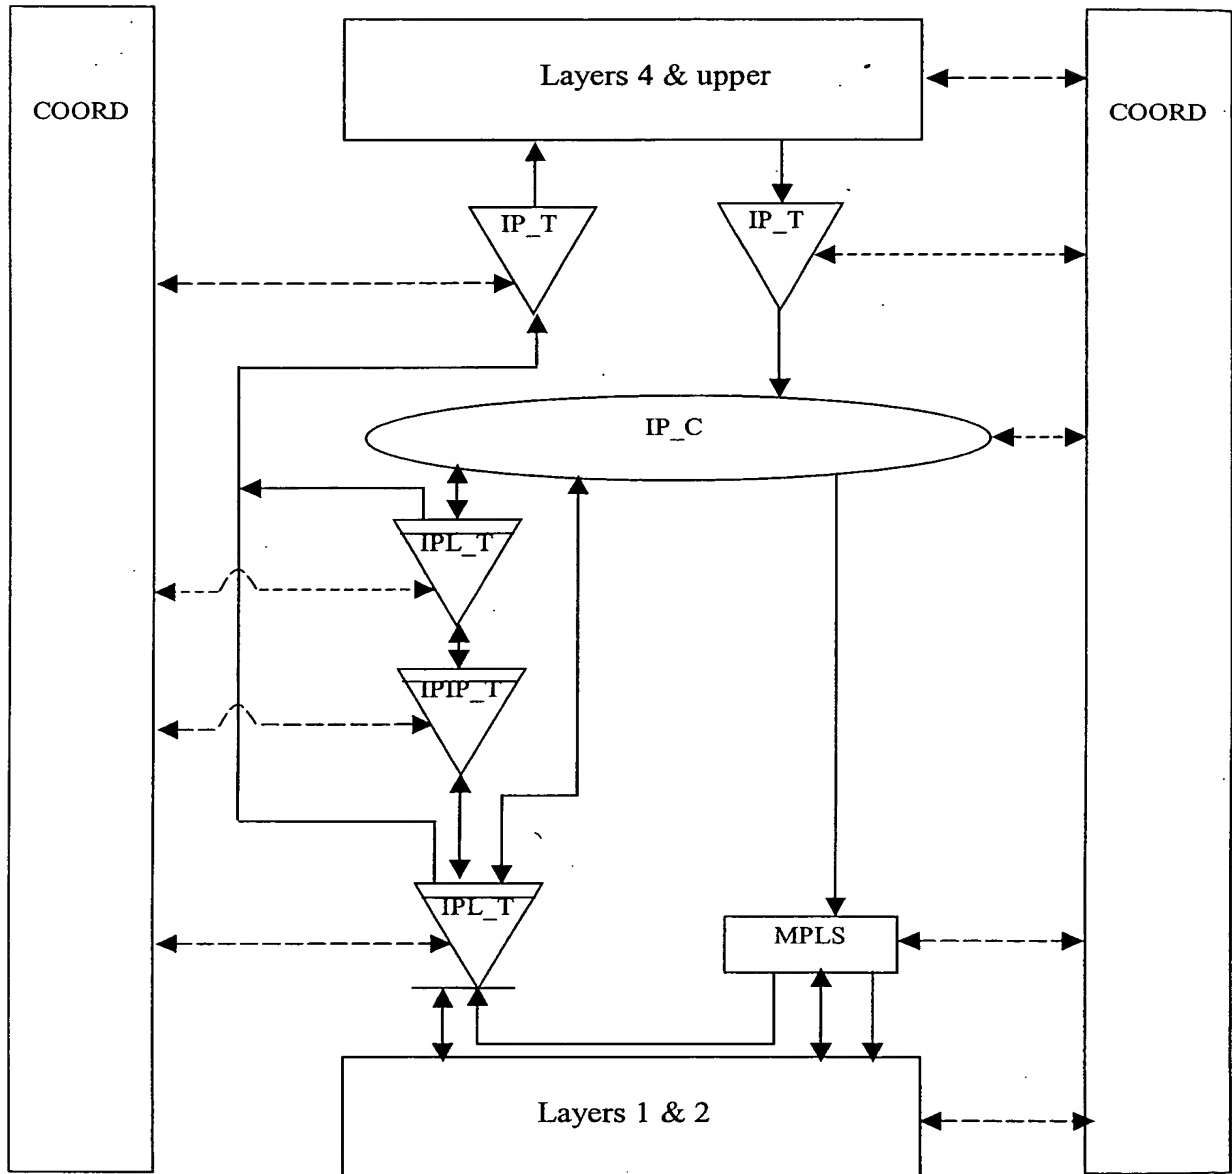 Layers 4 & upper
COORD
COORD
IP_T
IP_T
IP_C
IPL_T
IPIP_T
IPL_T
MPLS
Layers 1 & 2